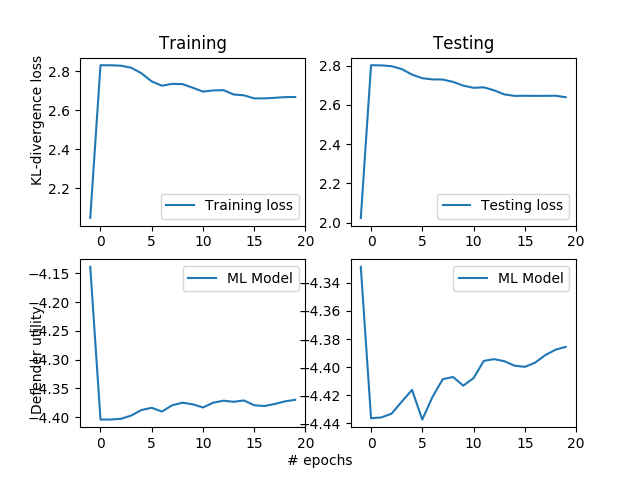 Training
Testing
KL-divergence loss
2.8
2.6
2.4
2.2
Training loss
0 5 10 15 20
2.8
2.6
2.4
2.2
2.0
Testing loss
0 5 10 15 20
Defender utility
−4.15
−4.20
−4.25
−4.30
−4.35
−4.40
ML Model
0 5 10 15 20
−4.34
−4.36
−4.38
−4.40
−4.42
−4.44
ML Model
0 5 10 15 20
# epochs